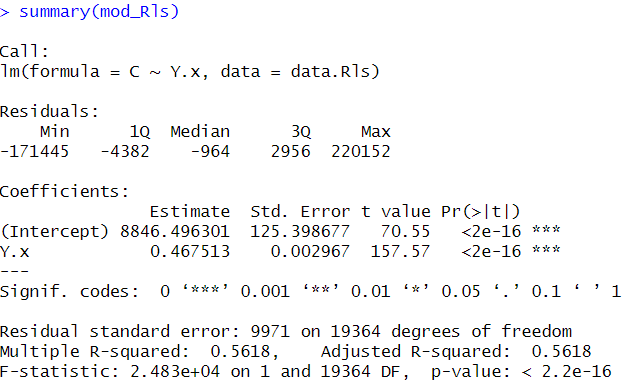 > summary(mod_Rls)
Call:
lm(formula = C ~ Y.x, data = data.Rls)
Residuals:
    Min      1Q  Median      3Q     Max
-171445   -4382    -964    2956  220152
Coefficients:
               Estimate  Std. Error t value Pr(>|t|)
(Intercept) 8846.496301  125.398677   70.55   <2e-16 ***
Y.x            0.467513    0.002967  157.57   <2e-16 ***
---
Signif. codes:  0 ‘***’ 0.001 ‘**’ 0.01 ‘*’ 0.05 ‘.’ 0.1 ‘ ’ 1
Residual standard error: 9971 on 19364 degrees of freedom
Multiple R-squared:  0.5618,    Adjusted R-squared:  0.5618
F-statistic: 2.483e+04 on 1 and 19364 DF,  p-value: < 2.2e-16